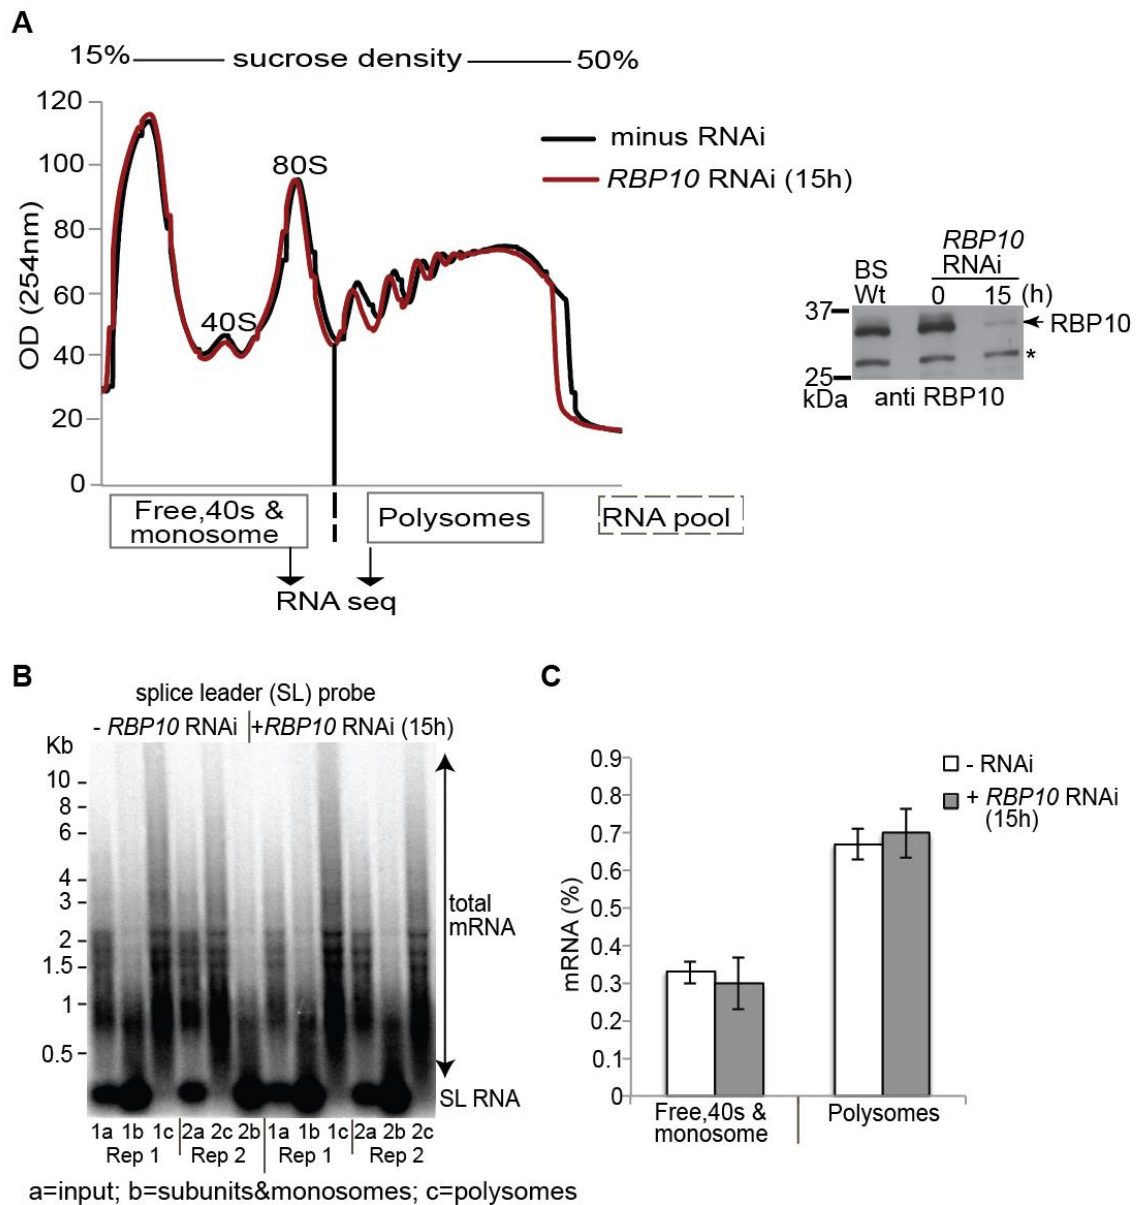 A
15% sucrose density 50%
120
100
80
60
40
20
0
OD (254nm)
80S
40S
minus RNAi
RBP10 RNAi (15h)
Free,40s &
monosome
Polysomes
RNA pool
RNA seq
RBP10
BS RNAi
Wt 0 15 (h)
37
RBP10
*
25
kDa anti RBP10
B
splice leader (SL) probe
- RBP10 RNAi +RBP10 RNAi (15h)
Kb
10
8
6
4
3
2
1.5
1
0.5
total
mRNA
SL RNA
1a 1b 1c 2a 2c 2b 1a 1b 1c 2a 2b 2c
Rep 1 Rep 2 Rep 1 Rep 2
a=input; b=subunits&monosomes; c=polysomes
C
0.9
0.8
0.7
0.6
0.5
0.4
0.3
0.2
0.1
0
mRNA (%)
- RNAi
+ RBP10 RNAi
(15h)
Free,40s &
monosome
Polysomes